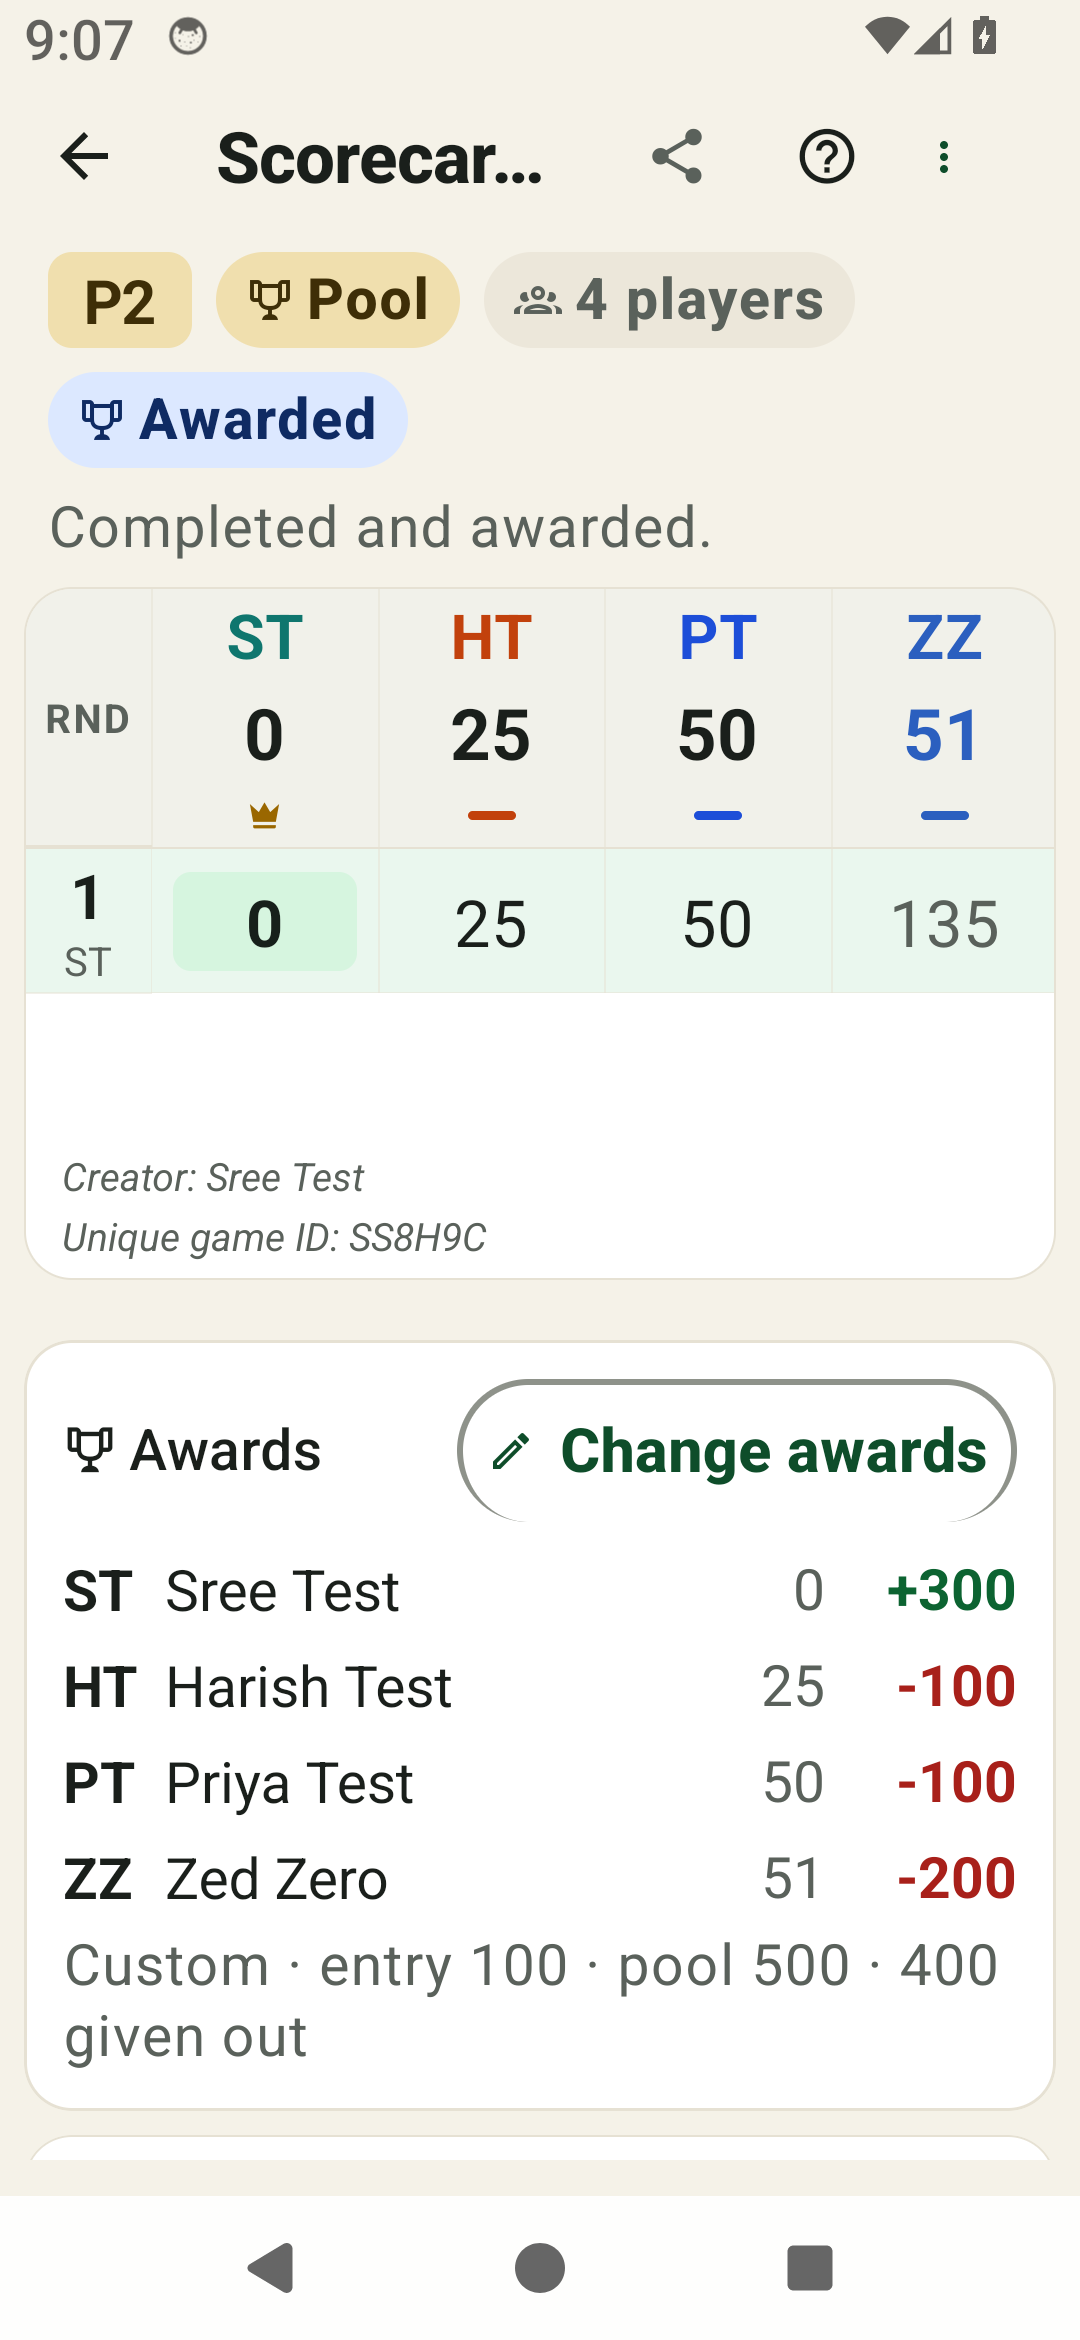 9:07
Scorecar...
P2 Pool 4 players
Awarded
Completed and awarded.
RND ST HT PT ZZ
0 25 50 51
1 0 25 50 135
ST
Creator: Sree Test
Unique game ID: SS8H9C
Awards Change awards
ST Sree Test 0 +300
HT Harish Test 25 -100
PT Priya Test 50 -100
ZZ Zed Zero 51 -200
Custom · entry 100 · pool 500 · 400
given out